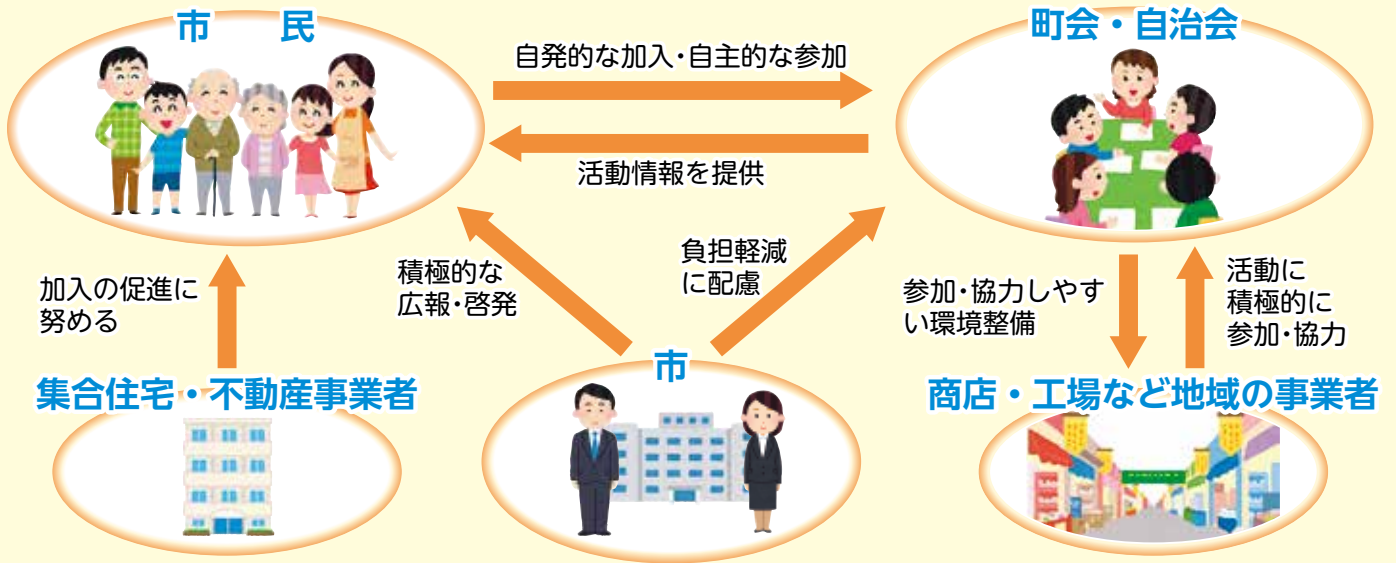 市　民
町会・自治会
自発的な加入・自主的な参加
活動情報を提供
加入の促進に
努める
積極的な
広報・啓発
負担軽減
に配慮
参加・協力しやす
い環境整備
活動に
積極的に
参加・協力
集合住宅・不動産事業者
市
商店・工場など地域の事業者